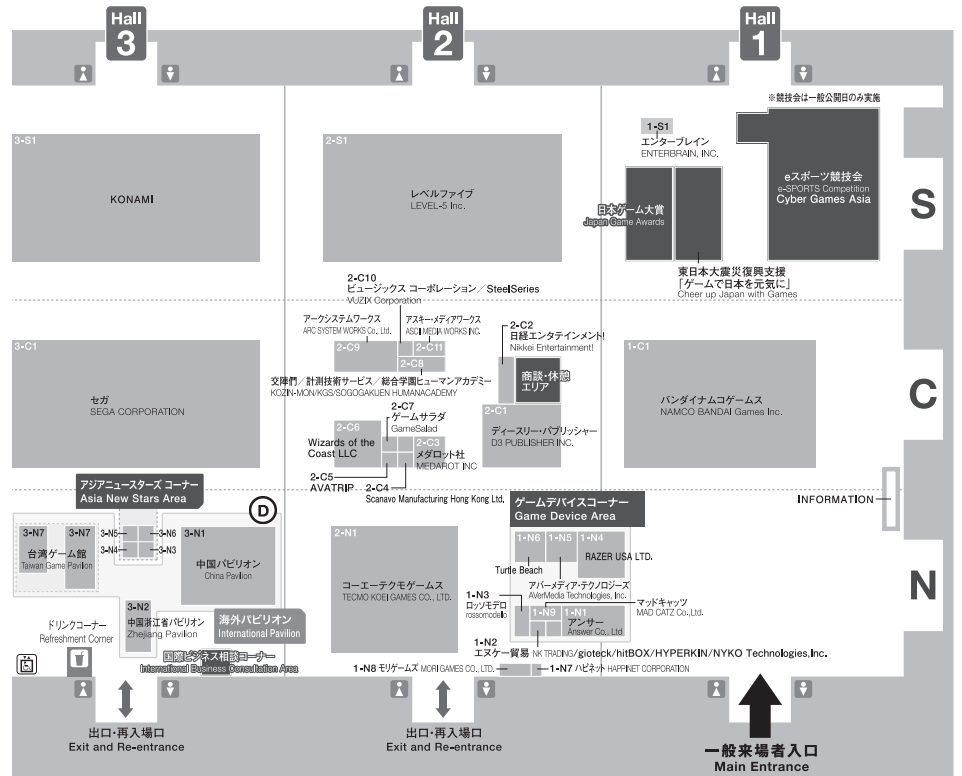 Hall
3
Hall
2
Hall
1
※競技会は一般公開日のみ実施
3-S1
KONAMI
2-S1
レベルファイブ
LEVEL-5 Inc.
1-S1
エンターブレイン
ENTERBRAIN, INC.
日本ゲーム大賞
Japan Game Awards
eスポーツ競技会
e-SPORTS Competition
Cyber Games Asia
東日本大震災復興支援
「ゲームで日本を元気に」
Cheer up Japan with Games
S
2-C10
ビュージックス コーポレーション／SteelSeries
VUZIX Corporation
アークシステムワークス
ARC SYSTEM WORKS Co., Ltd.
アスキー・メディアワークス
ASCII MEDIA WORKS INC.
2-C9
2-C11
2-C8
交陣門／計測技術サービス／総合学園ヒューマンアカデミー
KOZIN-MON/KGS/SOGOGAKUEN HUMANACADEMY
2-C2
日経エンタテインメント!
Nikkei Entertainment!
商談・休憩
エリア
3-C1
セガ
SEGA CORPORATION
1-C1
バンダイナムコゲームス
NAMCO BANDAI Games Inc.
C
2-C7
ゲームサラダ
GameSalad
2-C6
Wizards of the
Coast LLC
2-C3
メダロット社
MEDAROT INC
2-C1
ディースリー・パブリッシャー
D3 PUBLISHER INC.
2-C5
AVATRIP
2-C4
Scanavo Manufacturing Hong Kong Ltd.
INFORMATION
アジアニュースターズ コーナー
Asia New Stars Area
D
3-N7
3-N7
台湾ゲーム館
Taiwan Game Pavilion
3-N5
3-N6
3-N4
3-N3
3-N1
中国パビリオン
China Pavilion
3-N2
中国浙江省パビリオン
Zhejiang Pavilion
海外パビリオン
International Pavilion
ドリンクコーナー
Refreshment Corner
国際ビジネス相談コーナー
International Business Consultation Area
2-N1
コーエーテクモゲームス
TECMO KOEI GAMES CO., LTD.
ゲームデバイスコーナー
Game Device Area
1-N6
1-N5
1-N4
Turtle Beach
RAZER USA LTD.
アバーメディア・テクノロジーズ
AVerMedia Technologies, Inc.
1-N3
ロッソモデロ
rossomodello
マッドキャッツ
MAD CATZ Co.,Ltd.
1-N9
1-N1
アンサー
Answer Co., Ltd
1-N2
エヌケー貿易 NK TRADING/gioteck/hitBOX/HYPERKIN/NYKO Technologies,Inc.
1-N8 モリゲームズ MORI GAMES CO., LTD.
1-N7 ハピネット HAPPINET CORPORATION
N
出口・再入場口
Exit and Re-entrance
出口・再入場口
Exit and Re-entrance
一般来場者入口
Main Entrance